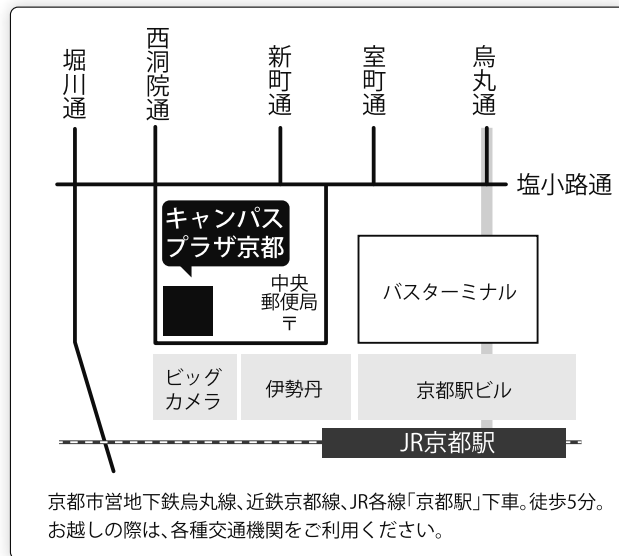 堀川通
西洞院通
新町通
室町通
烏丸通
塩小路通
キャンパス
プラザ京都
中央
郵便局
〒
バスターミナル
ビッグ
カメラ
伊勢丹
京都駅ビル
JR京都駅
京都市営地下鉄烏丸線、近鉄京都線、JR各線「京都駅」下車。徒歩5分。
お越しの際は、各種交通機関をご利用ください。